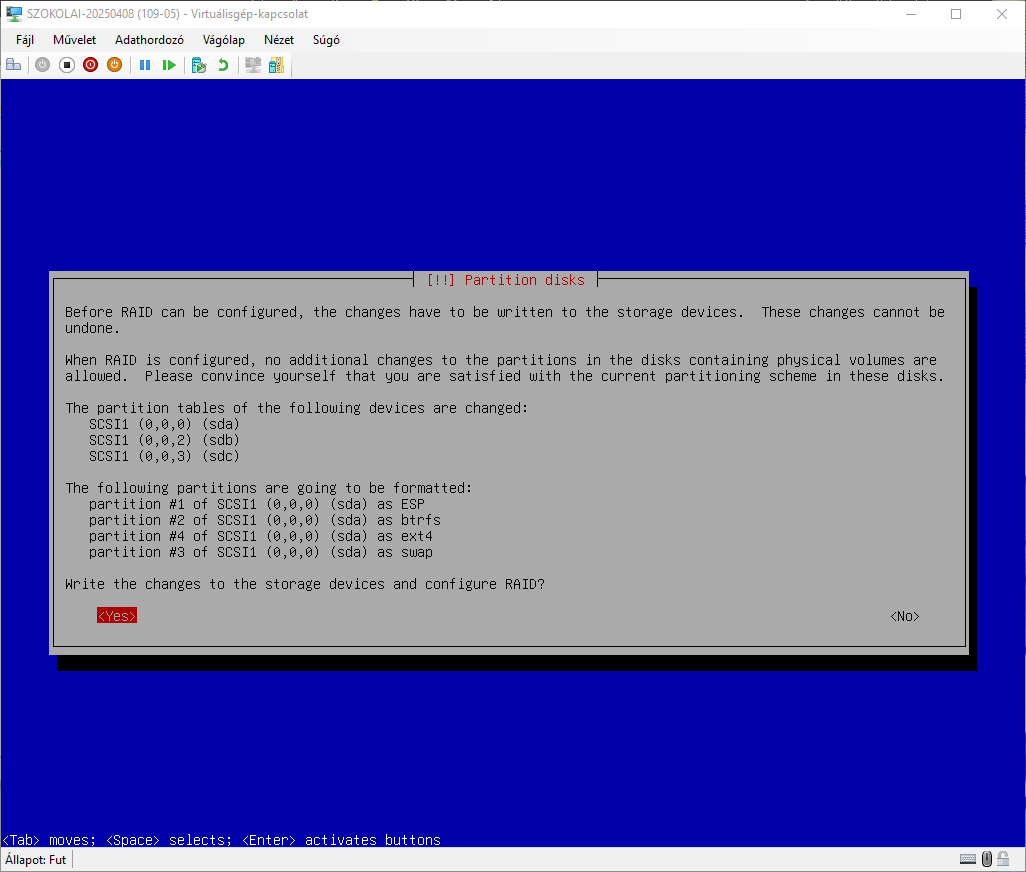 SZOKOLAI-20250408 (109-05) - Virtuálisgép-kapcsolat
Fájl Művelet Adathordozó Vágólap Nézet Súgó
[!!] Partition disks
Before RAID can be configured, the changes have to be written to the storage devices.  These changes cannot be
undone.
When RAID is configured, no additional changes to the partitions in the disks containing physical volumes are
allowed.  Please convince yourself that you are satisfied with the current partitioning scheme in these disks.
The partition tables of the following devices are changed:
SCSI1 (0,0,0) (sda)
SCSI1 (0,0,2) (sdb)
SCSI1 (0,0,3) (sdc)
The following partitions are going to be formatted:
partition #1 of SCSI1 (0,0,0) (sda) as ESP
partition #2 of SCSI1 (0,0,0) (sda) as btrfs
partition #4 of SCSI1 (0,0,0) (sda) as ext4
partition #3 of SCSI1 (0,0,0) (sda) as swap
Write the changes to the storage devices and configure RAID?
<Yes> <No>
<Tab> moves; <Space> selects; <Enter> activates buttons
Állapot: Fut